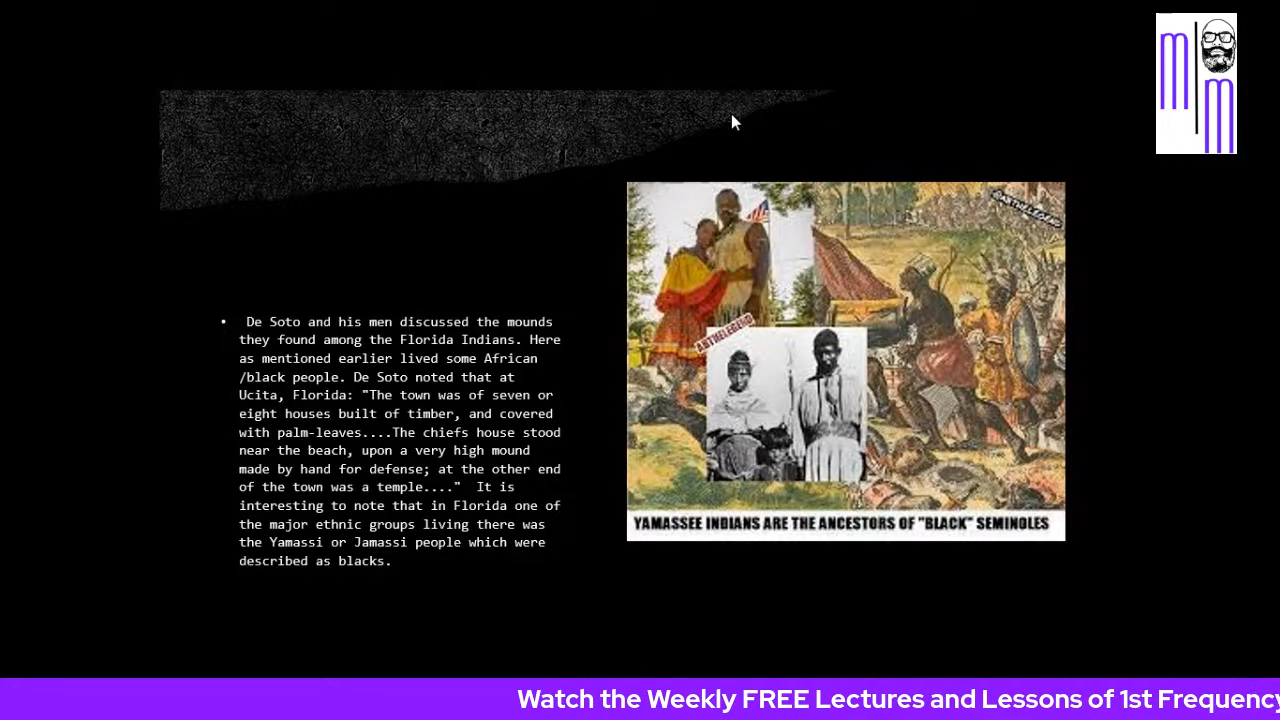 • De Soto and his men discussed the mounds
they found among the Florida Indians. Here
as mentioned earlier lived some African
/black people. De Soto noted that at
Ucita, Florida: "The town was of seven or
eight houses built of timber, and covered
with palm-leaves....The chiefs house stood
near the beach, upon a very high mound
made by hand for defense; at the other end
of the town was a temple...."  It is
interesting to note that in Florida one of
the major ethnic groups living there was
the Yamassi or Jamassi people which were
described as blacks.
@ANTHELEGEND
ANTHELEGEND
YAMASSEE INDIANS ARE THE ANCESTORS OF "BLACK" SEMINOLES
m m
Watch the Weekly FREE Lectures and Lessons of 1st Frequency